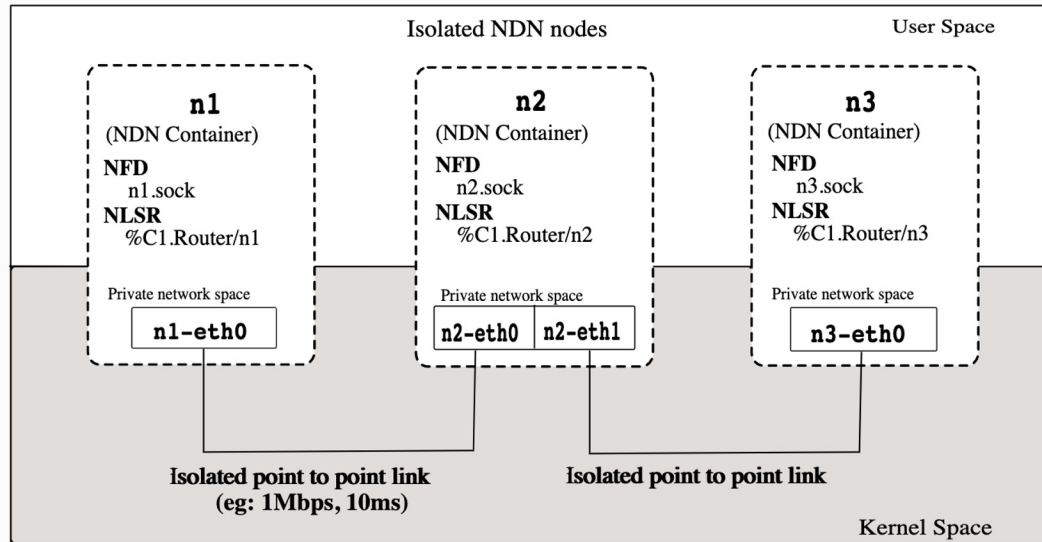 Isolated NDN nodes
User Space
n1
(NDN Container)
NFD
n1.sock
NLSR
%C1.Router/n1
Private network space
n1-eth0
n2
(NDN Container)
NFD
n2.sock
NLSR
%C1.Router/n2
Private network space
n2-eth0
n2-eth1
n3
(NDN Container)
NFD
n3.sock
NLSR
%C1.Router/n3
Private network space
n3-eth0
Isolated point to point link
(eg: 1Mbps, 10ms)
Isolated point to point link
Kernel Space